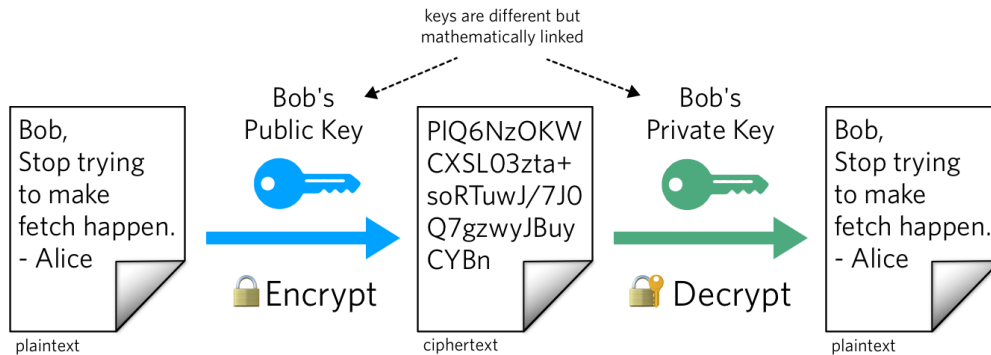 keys are different but
mathematically linked
Bob,
Stop trying
to make
fetch happen.
- Alice
plaintext
Bob's
Public Key
Encrypt
PlQ6NzOKW
CXSL03zta+
soRTuwJ/7J0
Q7gzwyJBuy
CYBn
ciphertext
Bob's
Private Key
Decrypt
Bob,
Stop trying
to make
fetch happen.
- Alice
plaintext